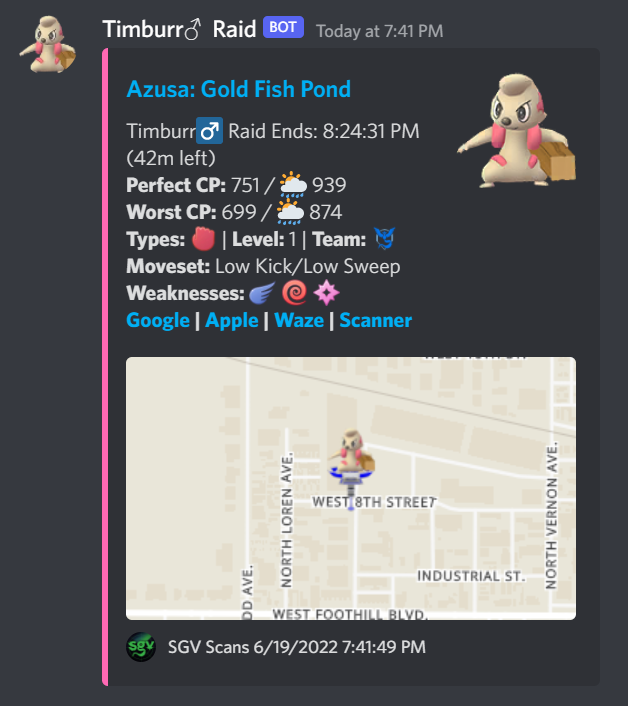 Timburr♂ Raid BOT Today at 7:41 PM
Azusa: Gold Fish Pond
Timburr♂ Raid Ends: 8:24:31 PM
(42m left)
Perfect CP: 751 / 939
Worst CP: 699 / 874
Types: | Level: 1 | Team:
Moveset: Low Kick/Low Sweep
Weaknesses:
Google | Apple | Waze | Scanner
NORTH LOREN AVE.
WEST 8TH STREET
NORTH VERNON AVE.
INDUSTRIAL ST.
DD AVE.
WEST FOOTHILL BLVD.
sgv SGV Scans 6/19/2022 7:41:49 PM